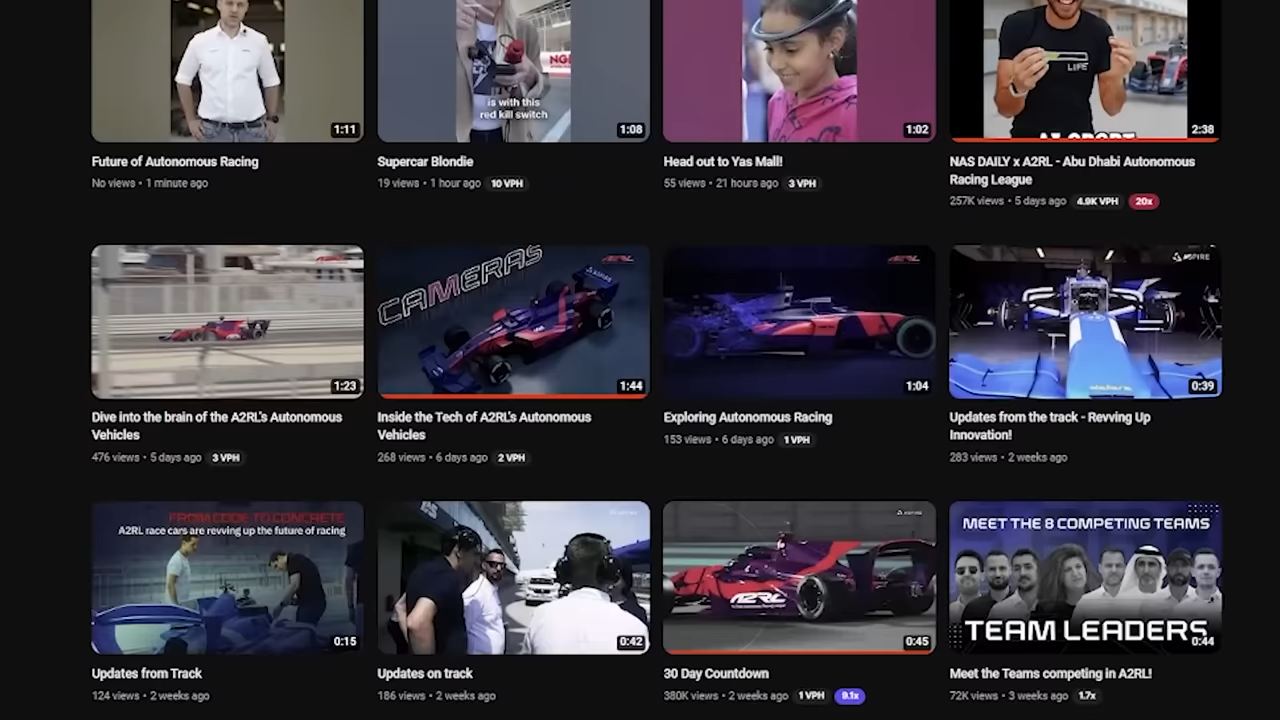 NG
is with this
red kill switch
LIFE
1:11
1:08
1:02
2:38
Future of Autonomous Racing
No views • 1 minute ago
Supercar Blondie
19 views • 1 hour ago 10 VPH
Head out to Yas Mall!
55 views • 21 hours ago 3 VPH
NAS DAILY x A2RL - Abu Dhabi Autonomous
Racing League
257K views • 5 days ago 4.9K VPH 20x
CAMERAS
ASPIRE
ASPIRE
1:23
1:44
1:04
0:39
Dive into the brain of the A2RL's Autonomous
Vehicles
476 views • 5 days ago 3 VPH
Inside the Tech of A2RL's Autonomous
Vehicles
268 views • 6 days ago 2 VPH
Exploring Autonomous Racing
153 views • 6 days ago 1 VPH
Updates from the track - Revving Up
Innovation!
283 views • 2 weeks ago
FROM CODE TO CONCRETE
A2RL race cars are revving up the future of racing
A2RL
MEET THE 8 COMPETING TEAMS
TEAM LEADERS
0:15
0:42
0:45
0:44
Updates from Track
124 views • 2 weeks ago
Updates on track
186 views • 2 weeks ago
30 Day Countdown
380K views • 2 weeks ago 1 VPH 9.1x
Meet the Teams competing in A2RL!
72K views • 3 weeks ago 1.7x